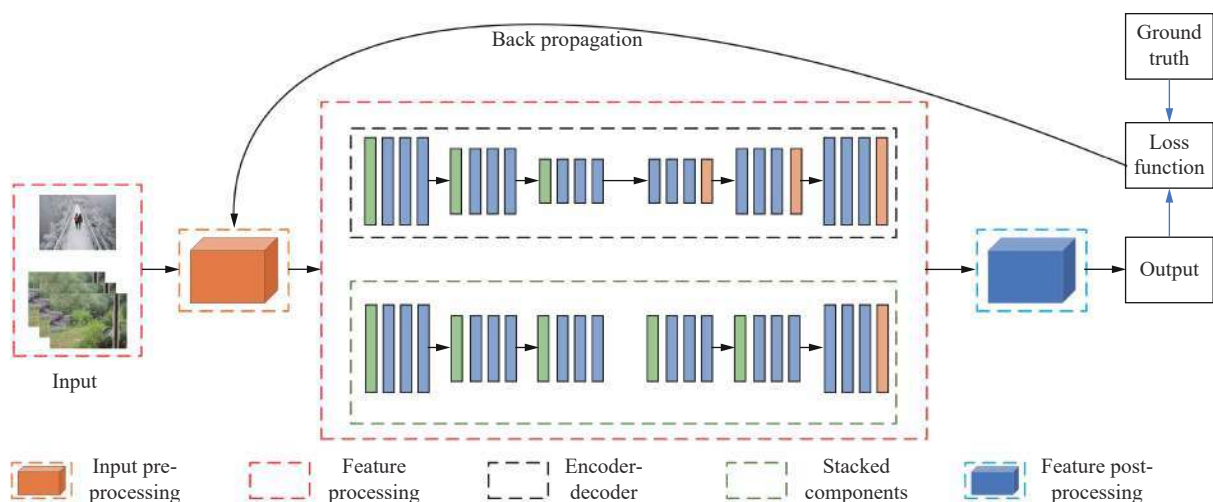 Back propagation
Ground
truth
Loss
function
Output
Input
Input pre-
processing
Feature
processing
Encoder-
decoder
Stacked
components
Feature post-
processing